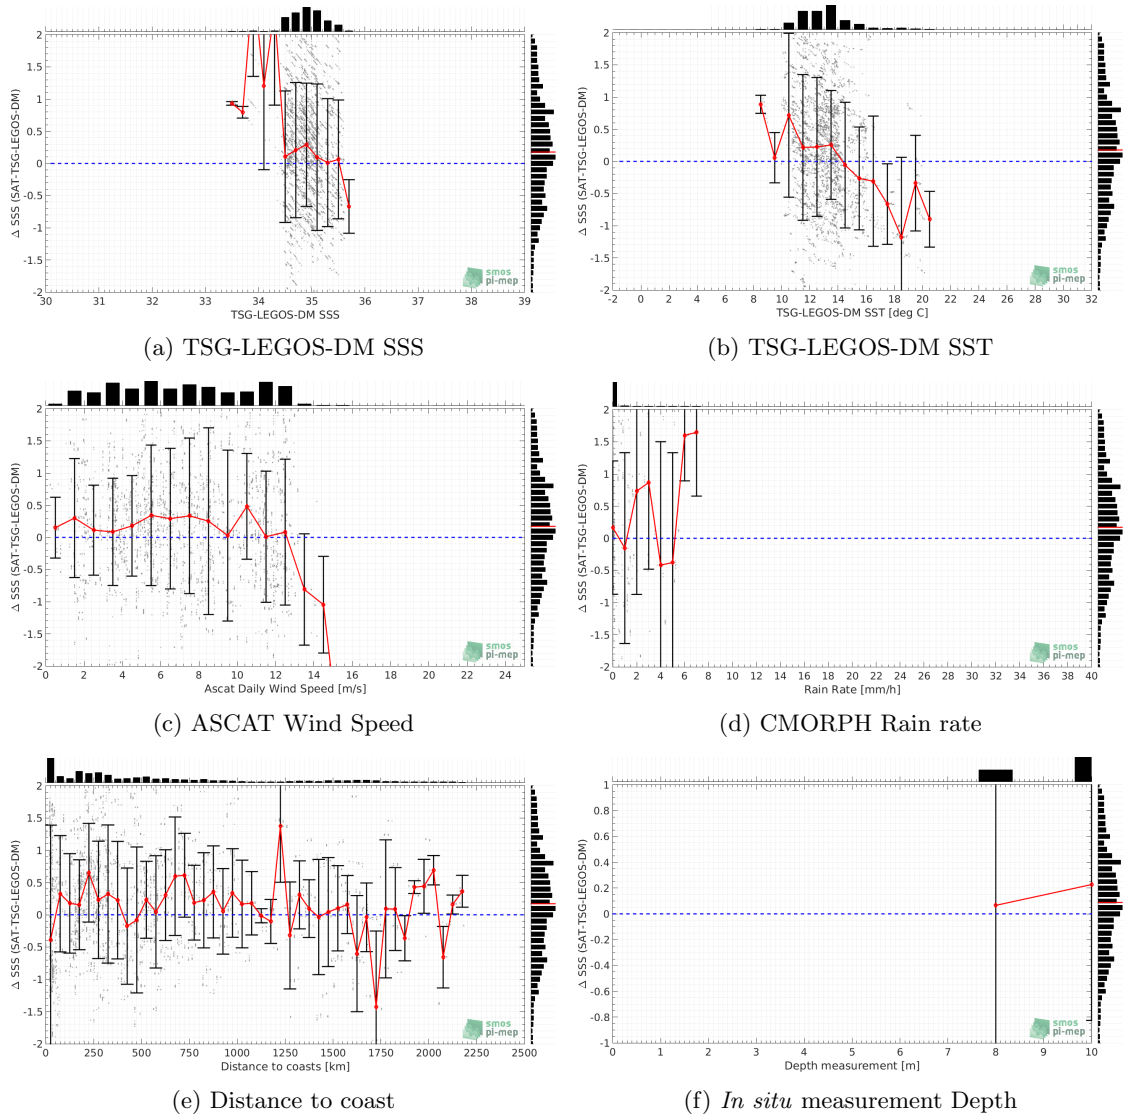 2
1.5
1
0.5
0
-0.5
-1
-1.5
-2
Δ SSS (SAT-TSG-LEGOS-DM)
30 31 32 33 34 35 36 37 38 39
TSG-LEGOS-DM SSS
smos
pi-mep
(a) TSG-LEGOS-DM SSS
2
1.5
1
0.5
0
-0.5
-1
-1.5
-2
Δ SSS (SAT-TSG-LEGOS-DM)
-2 0 2 4 6 8 10 12 14 16 18 20 22 24 26 28 30 32
TSG-LEGOS-DM SST [deg C]
smos
pi-mep
(b) TSG-LEGOS-DM SST
2
1.5
1
0.5
0
-0.5
-1
-1.5
-2
Δ SSS (SAT-TSG-LEGOS-DM)
0 2 4 6 8 10 12 14 16 18 20 22 24
Ascat Daily Wind Speed [m/s]
smos
pi-mep
(c) ASCAT Wind Speed
2
1.5
1
0.5
0
-0.5
-1
-1.5
-2
Δ SSS (SAT-TSG-LEGOS-DM)
0 2 4 6 8 10 12 14 16 18 20 22 24 26 28 30 32 34 36 38 40
Rain Rate [mm/h]
smos
pi-mep
(d) CMORPH Rain rate
2
1.5
1
0.5
0
-0.5
-1
-1.5
-2
Δ SSS (SAT-TSG-LEGOS-DM)
0 250 500 750 1000 1250 1500 1750 2000 2250 2500
Distance to coasts [km]
smos
pi-mep
(e) Distance to coast
1
0.8
0.6
0.4
0.2
0
-0.2
-0.4
-0.6
-0.8
-1
Δ SSS (SAT-TSG-LEGOS-DM)
0 1 2 3 4 5 6 7 8 9 10
Depth measurement [m]
smos
pi-mep
(f) In situ measurement Depth